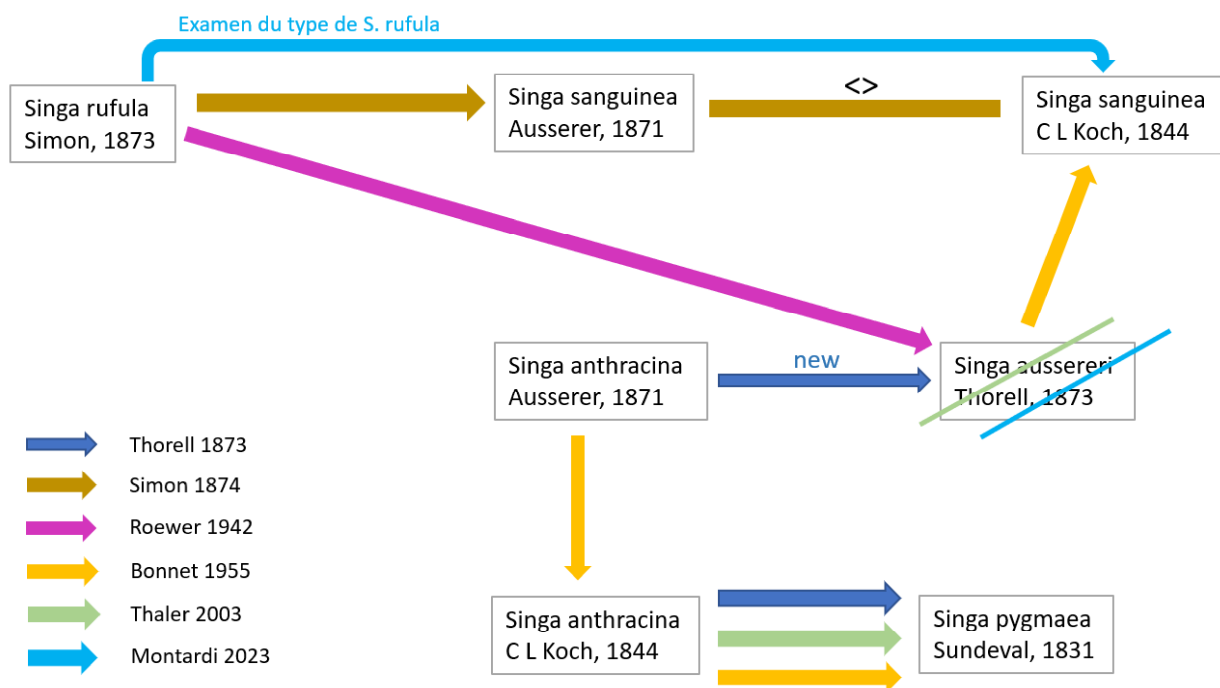 Examen du type de S. rufula
Singa rufula
Simon, 1873
Singa sanguinea
Ausserer, 1871
<>
Singa sanguinea
C L Koch, 1844
Singa anthracina
Ausserer, 1871
new
Singa aussereri
Thorell, 1873
Thorell 1873
Simon 1874
Roewer 1942
Bonnet 1955
Thaler 2003
Montardi 2023
Singa anthracina
C L Koch, 1844
Singa pygmaea
Sundeval, 1831